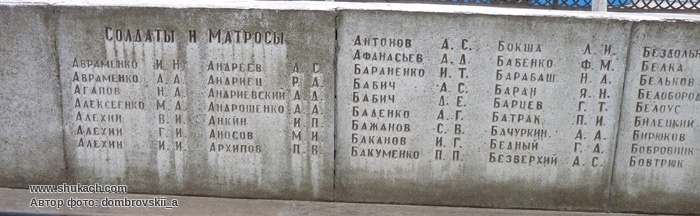 Солдаты и Матросы
Авраменко И. Н.
Авраменко А. А.
Агапов Н. А.
Алексеенко М. Д.
Алехин В. И.
Алехин Г. И.
Алехин И. И.
Андреев А. С.
Андриец Р. А.
Андриевский А. Д.
Андрощенко А. А.
Анкин И. П.
Аносов М. И.
Архипов П. В.
Антонов А. С.
Афанасьев А. Д.
Бараненко И. Т.
Бабич А. С.
Бабич Д. Е.
Баденко А. Г.
Бажанов С. В.
Баканов И. Г.
Бакуменко П. П.
Бокша Л. И.
Бабенко Ф. М.
Барабаш Н. А.
Баран Я. Н.
Барцев Г. Т.
Батрак П. И.
Бачуркин. А. А.
Бедный Г. Д.
Безверхий А. С.
Бездоль
Белка
Бельков
Белобород
Белоус
Билецкий
Бирюков
Бобровник
Бовтрюк
www.shukach.com
Автор фото: dombrovskii_a